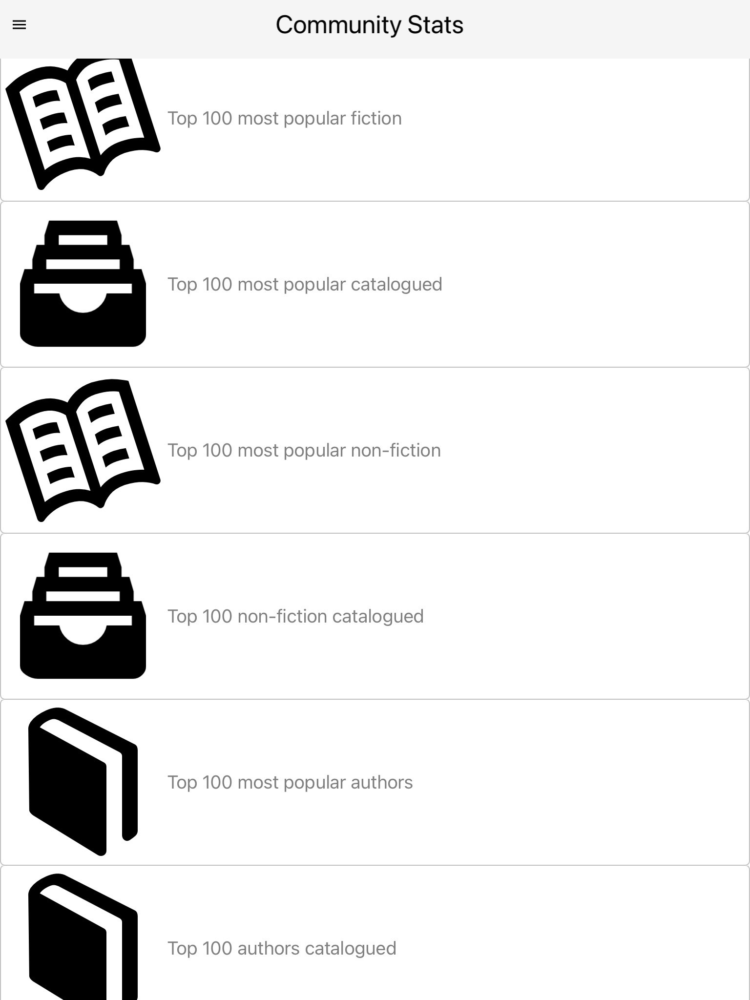 Community Stats
Top 100 most popular fiction
Top 100 most popular catalogued
Top 100 most popular non-fiction
Top 100 non-fiction catalogued
Top 100 most popular authors
Top 100 authors catalogued